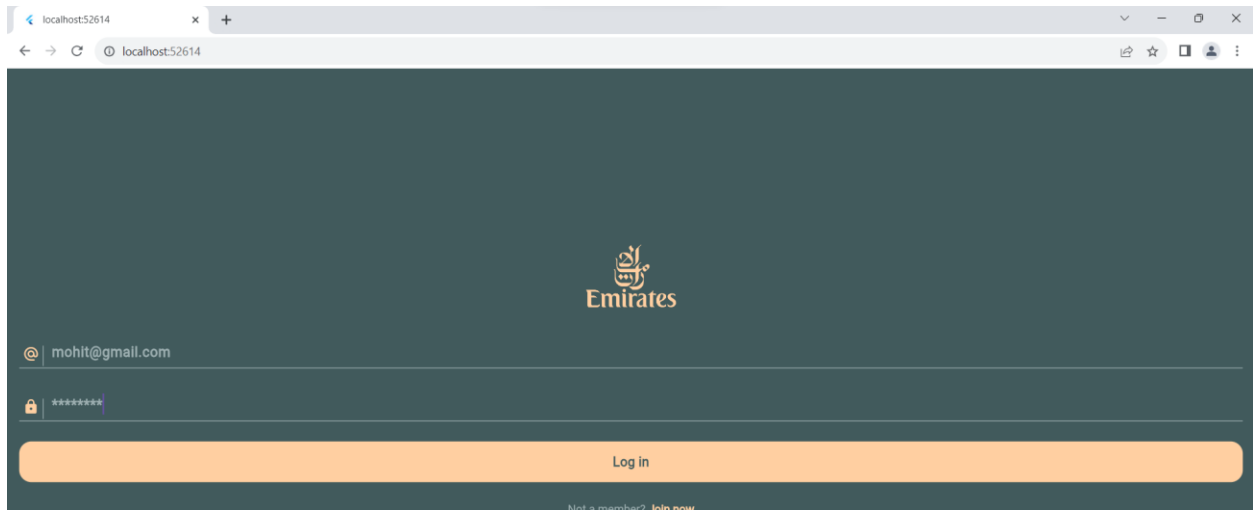 localhost:52614
localhost:52614
Emirates
@ mohit@gmail.com
********
Log in
Not a member? Join now